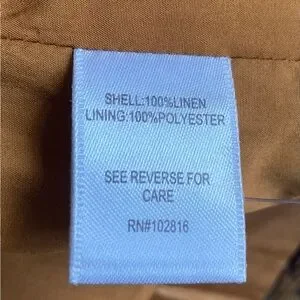 SHELL:100%LINEN
LINING:100%POLYESTER
SEE REVERSE FOR
CARE
RN#102816